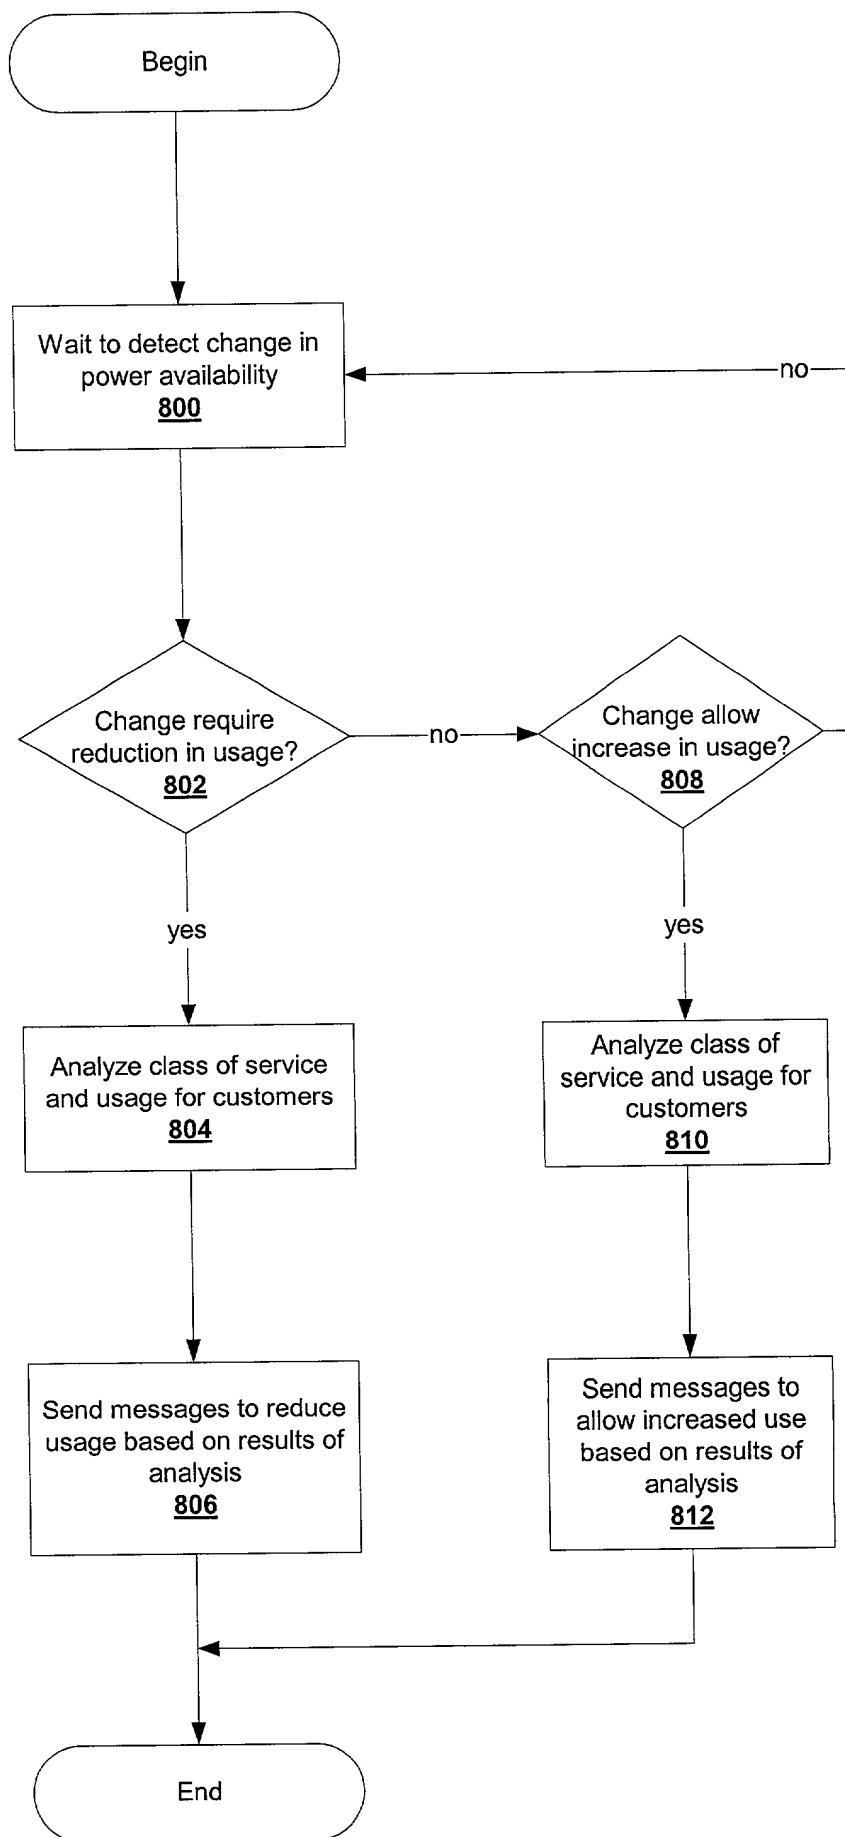 Begin
Wait to detect change in
power availability
800
no
Change require
reduction in usage?
802
no
Change allow
increase in usage?
808
yes
yes
Analyze class of service
and usage for customers
804
Analyze class of
service and usage for
customers
810
Send messages to reduce
usage based on results of
analysis
806
Send messages to
allow increased use
based on results of
analysis
812
End